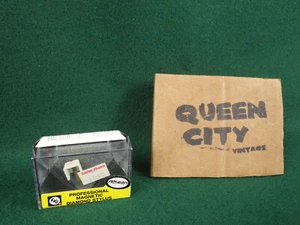 QUEEN
CITY
VINTAGE
PROFESSIONAL
MAGNETIC
DIAMOND STYLUS